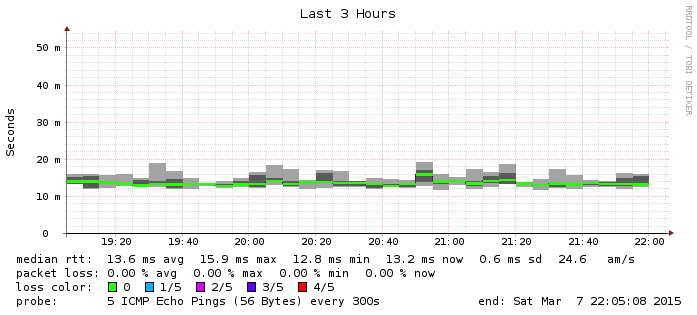 Last 3 Hours
RRDTOOL / TOBI OETIKER
Seconds
50 m
40 m
30 m
20 m
10 m
0
19:20 19:40 20:00 20:20 20:40 21:00 21:20 21:40 22:00
median rtt: 13.6 ms avg 15.9 ms max 12.8 ms min 13.2 ms now 0.6 ms sd 24.6 am/s
packet loss: 0.00 % avg 0.00 % max 0.00 % min 0.00 % now
loss color: 0 1/5 2/5 3/5 4/5
probe: 5 ICMP Echo Pings (56 Bytes) every 300s end: Sat Mar 7 22:05:08 2015